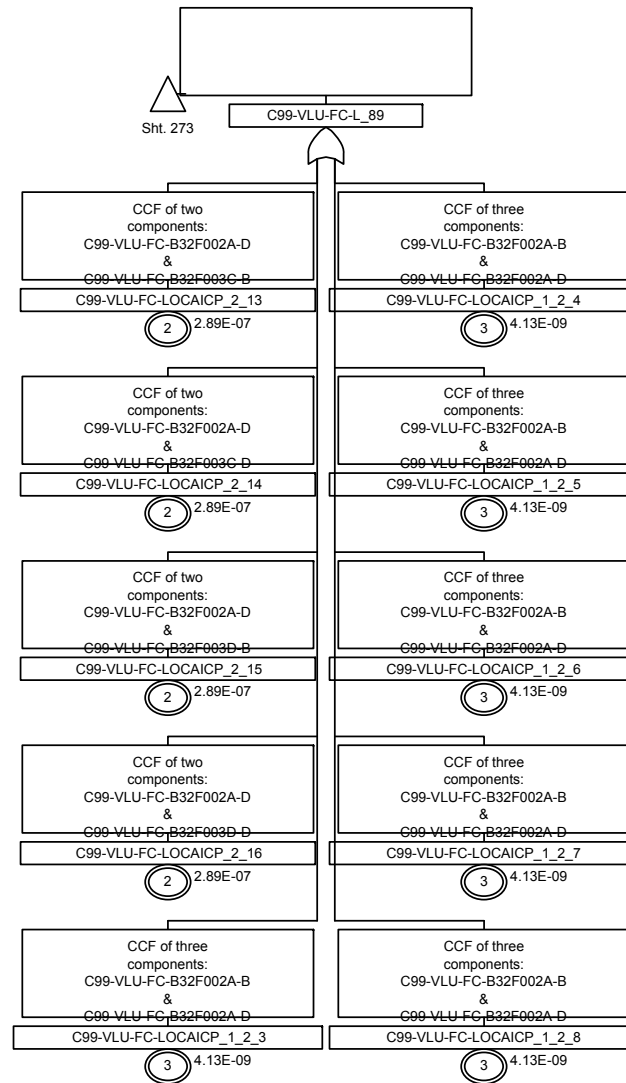 C99-VLU-FC-L_89
Sht. 273
CCF of two
components:
C99-VLU-FC-B32F002A-D
&
C99-VLU-FC-B32F003C-B
C99-VLU-FC-LOCAICP_2_13
2
2.89E-07
CCF of three
components:
C99-VLU-FC-B32F002A-B
&
C99-VLU-FC-B32F002A-D
C99-VLU-FC-LOCAICP_1_2_4
3
4.13E-09
CCF of two
components:
C99-VLU-FC-B32F002A-D
&
C99-VLU-FC-B32F003C-D
C99-VLU-FC-LOCAICP_2_14
2
2.89E-07
CCF of three
components:
C99-VLU-FC-B32F002A-B
&
C99-VLU-FC-B32F002A-D
C99-VLU-FC-LOCAICP_1_2_5
3
4.13E-09
CCF of two
components:
C99-VLU-FC-B32F002A-D
&
C99-VLU-FC-B32F003D-B
C99-VLU-FC-LOCAICP_2_15
2
2.89E-07
CCF of three
components:
C99-VLU-FC-B32F002A-B
&
C99-VLU-FC-B32F002A-D
C99-VLU-FC-LOCAICP_1_2_6
3
4.13E-09
CCF of two
components:
C99-VLU-FC-B32F002A-D
&
C99-VLU-FC-B32F003D-D
C99-VLU-FC-LOCAICP_2_16
2
2.89E-07
CCF of three
components:
C99-VLU-FC-B32F002A-B
&
C99-VLU-FC-B32F002A-D
C99-VLU-FC-LOCAICP_1_2_7
3
4.13E-09
CCF of three
components:
C99-VLU-FC-B32F002A-B
&
C99-VLU-FC-B32F002A-D
C99-VLU-FC-LOCAICP_1_2_3
3
4.13E-09
CCF of three
components:
C99-VLU-FC-B32F002A-B
&
C99-VLU-FC-B32F002A-D
C99-VLU-FC-LOCAICP_1_2_8
3
4.13E-09